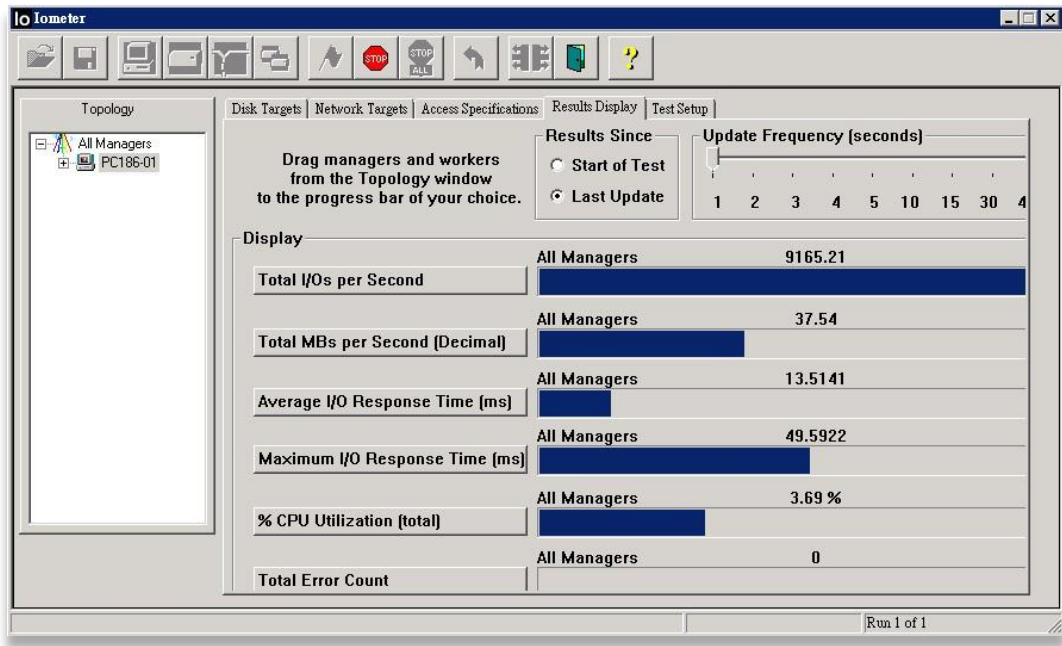 Io Iometer
STOP
STOP
ALL
?
Topology
All Managers
PC186-01
Disk Targets
Network Targets
Access Specifications
Results Display
Test Setup
Drag managers and workers
from the Topology window
to the progress bar of your choice.
Results Since
Start of Test
Last Update
Update Frequency (seconds)
1 2 3 4 5 10 15 30 4
Display
All Managers 9165.21
Total I/Os per Second
All Managers 37.54
Total MBs per Second (Decimal)
All Managers 13.5141
Average I/O Response Time (ms)
All Managers 49.5922
Maximum I/O Response Time (ms)
All Managers 3.69 %
% CPU Utilization (total)
All Managers 0
Total Error Count
Run 1 of 1